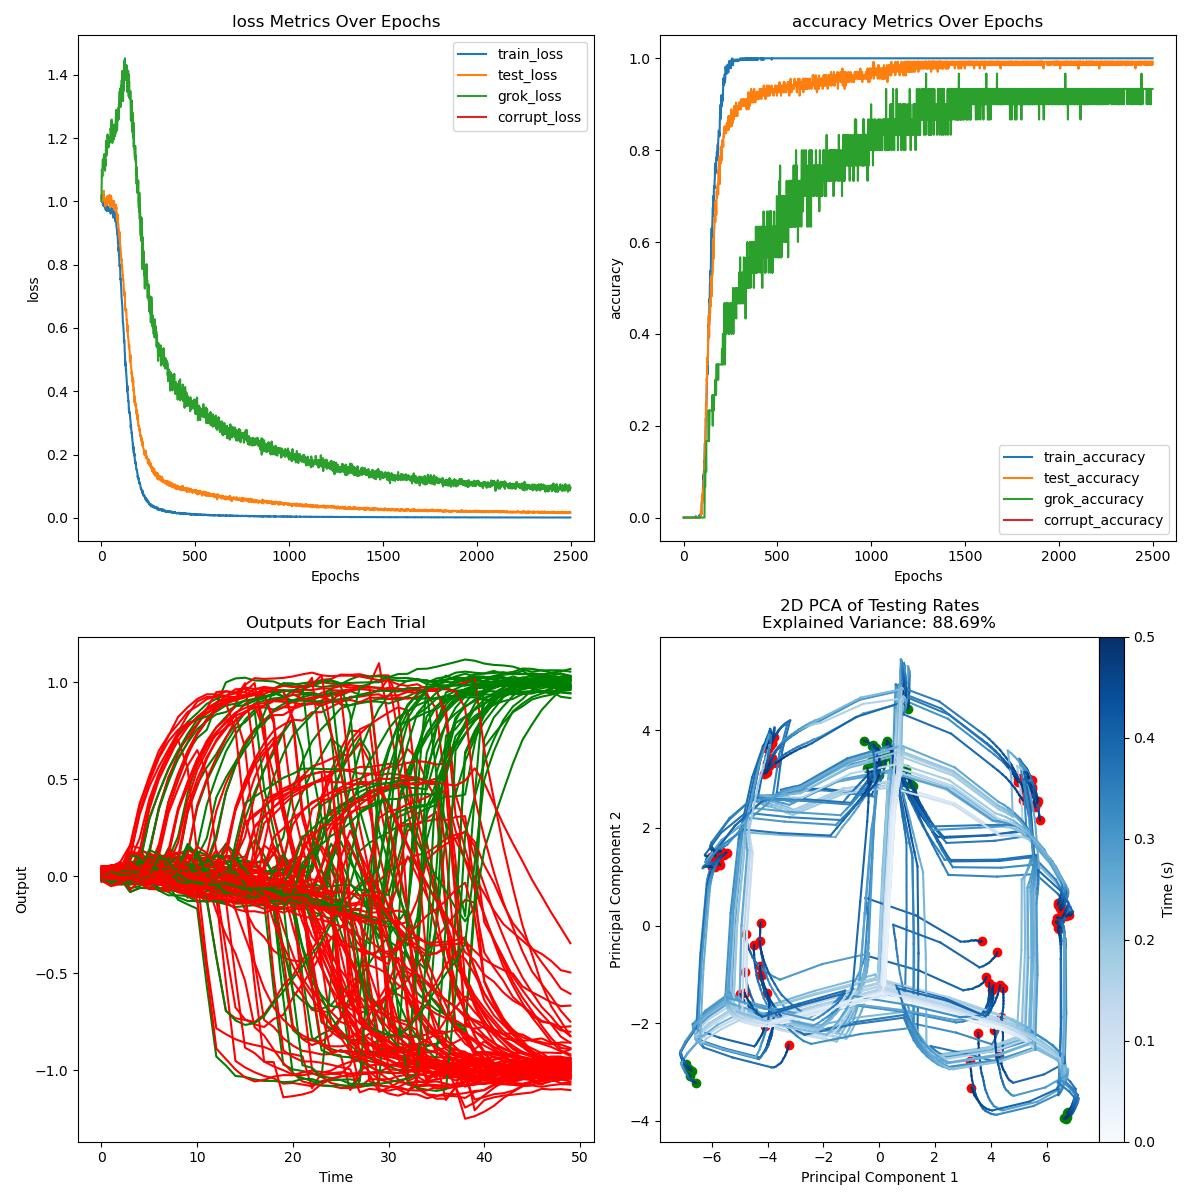 loss Metrics Over Epochs
1.4
1.2
1.0
0.8
0.6
0.4
0.2
0.0
loss
train_loss
test_loss
grok_loss
corrupt_loss
0 500 1000 1500 2000 2500
Epochs
accuracy Metrics Over Epochs
1.0
0.8
0.6
0.4
0.2
0.0
accuracy
train_accuracy
test_accuracy
grok_accuracy
corrupt_accuracy
0 500 1000 1500 2000 2500
Epochs
Outputs for Each Trial
1.0
0.5
0.0
−0.5
−1.0
Output
0 10 20 30 40 50
Time
2D PCA of Testing Rates
Explained Variance: 88.69%
4
2
0
−2
−4
Principal Component 2
−6 −4 −2 0 2 4 6
Principal Component 1
0.5
0.4
0.3
0.2
0.1
0.0
Time (s)